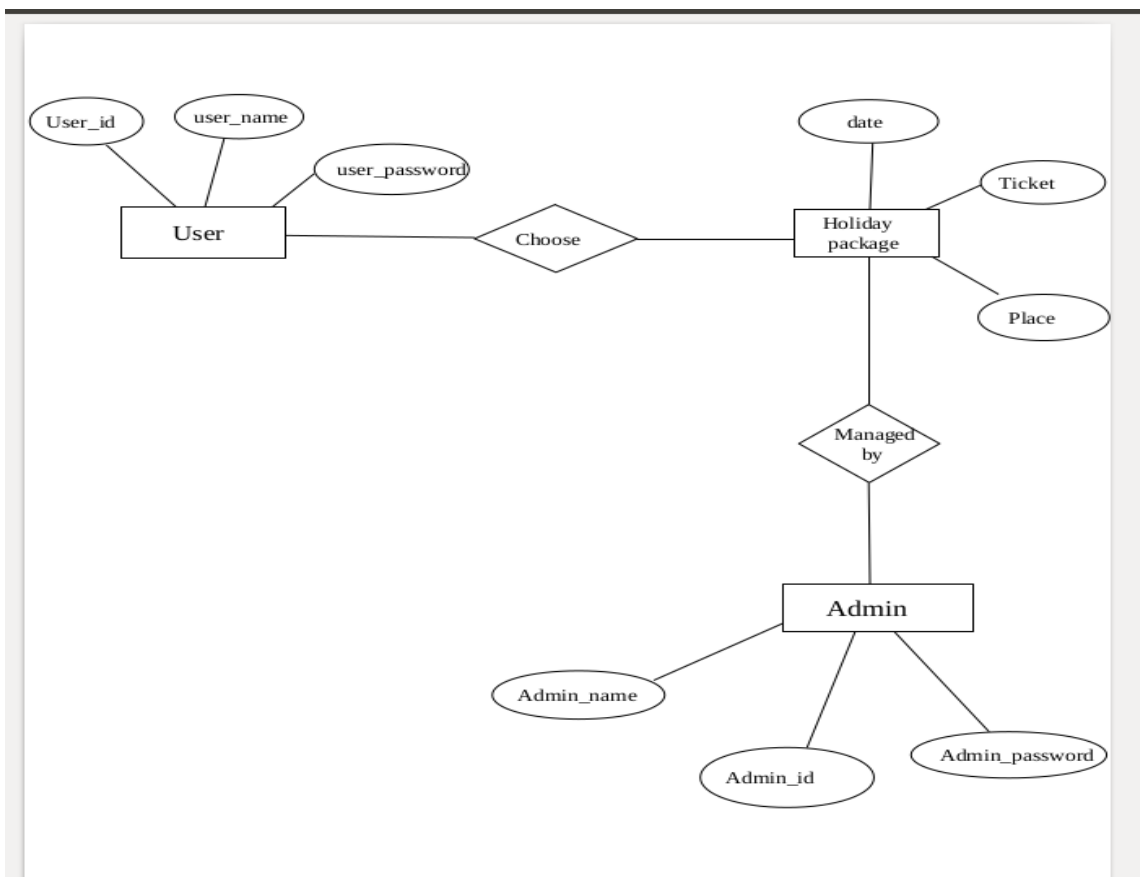 User_id
user_name
date
user_password
Ticket
User
Choose
Holiday
package
Place
Managed
by
Admin
Admin_name
Admin_id
Admin_password